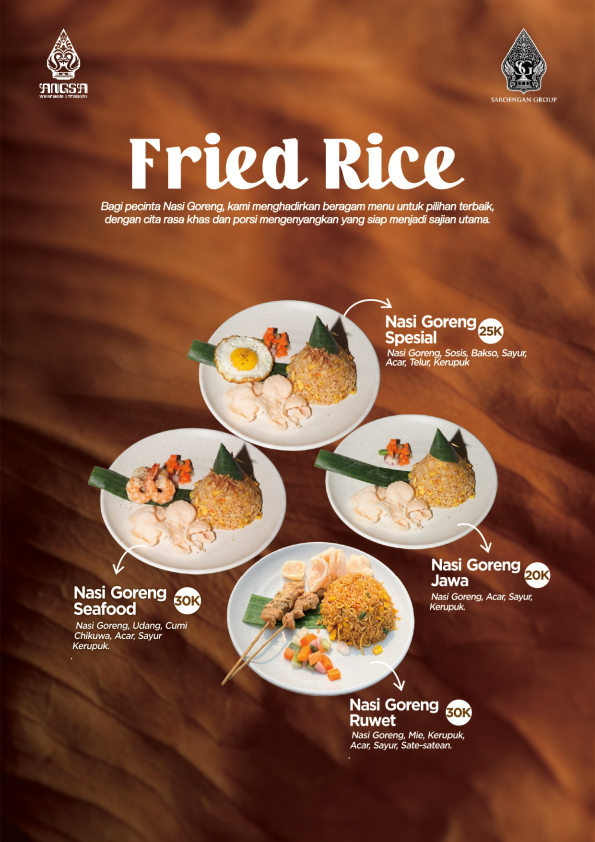 ANGSA
SAROENGAN GROUP
Fried Rice
Bagi pecinta Nasi Goreng, kami menghadirkan beragam menu untuk pilihan terbaik,
dengan cita rasa khas dan porsi mengenyangkan yang siap menjadi sajian utama.
Nasi Goreng
Spesial
25K
Nasi Goreng, Sosis, Bakso, Sayur,
Acar, Telur, Kerupuk
Nasi Goreng
Jawa
20K
Nasi Goreng, Acar, Sayur,
Kerupuk.
Nasi Goreng
Seafood
30K
Nasi Goreng, Udang, Cumi
Chikuwa, Acar, Sayur
Kerupuk.
.
Nasi Goreng
Ruwet
30K
Nasi Goreng, Mie, Kerupuk,
Acar, Sayur, Sate-satean.
.